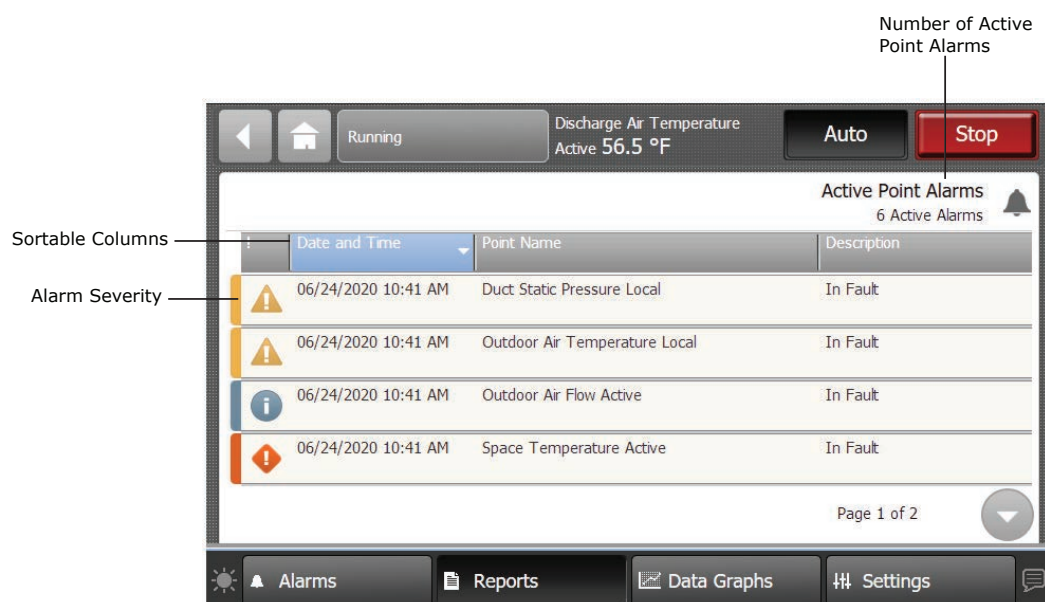 Number of Active
Point Alarms
Running
Discharge Air Temperature
Active 56.5 °F
Auto
Stop
Active Point Alarms
6 Active Alarms
Sortable Columns
! Date and Time Point Name Description
Alarm Severity
06/24/2020 10:41 AM Duct Static Pressure Local In Fault
06/24/2020 10:41 AM Outdoor Air Temperature Local In Fault
06/24/2020 10:41 AM Outdoor Air Flow Active In Fault
06/24/2020 10:41 AM Space Temperature Active In Fault
Page 1 of 2
Alarms Reports Data Graphs Settings